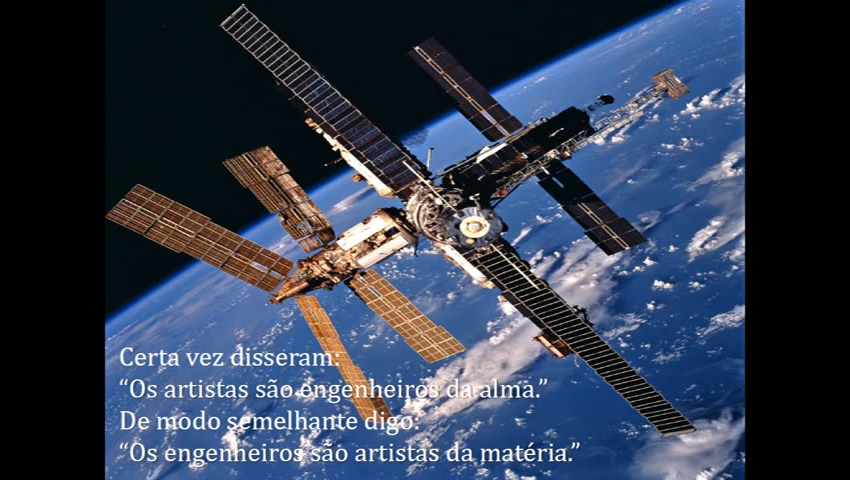 Certa vez disseram:
“Os artistas são engenheiros da alma.”
De modo semelhante digo:
“Os engenheiros são artistas da matéria.”